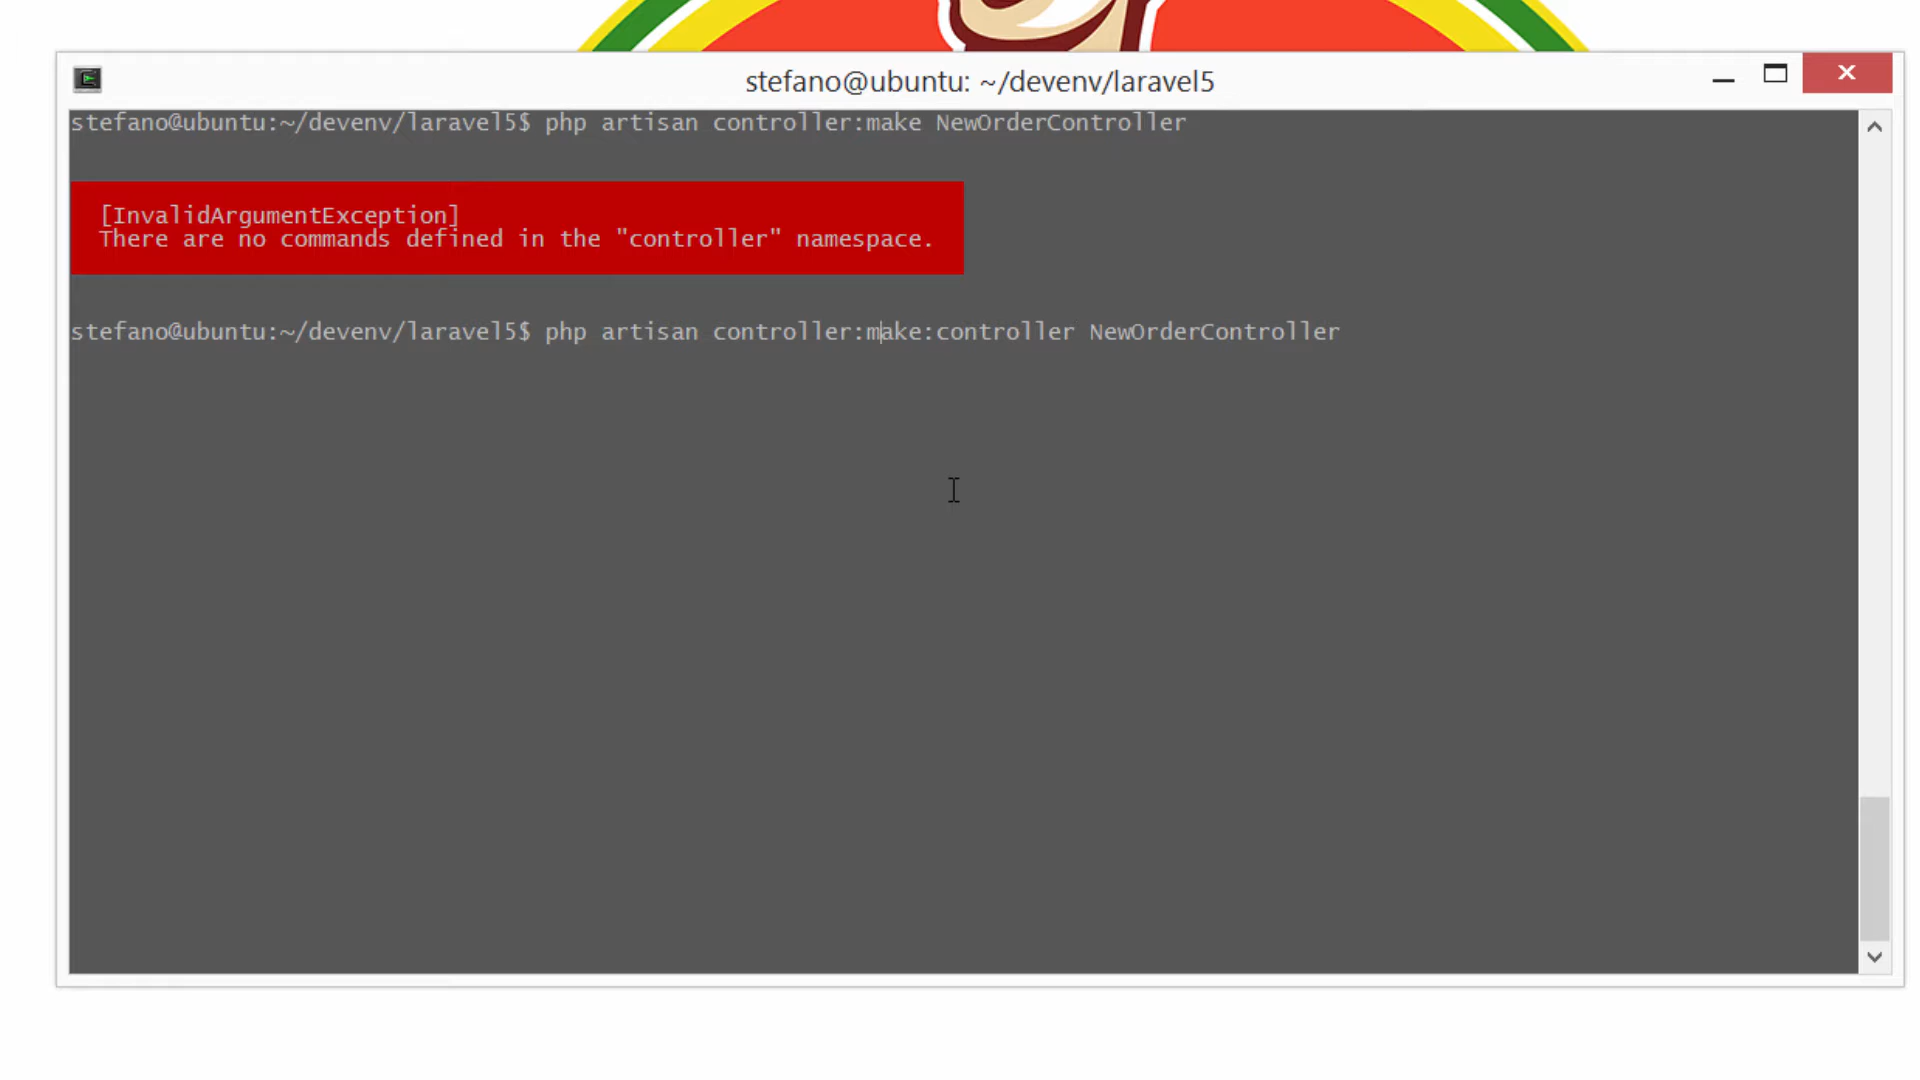 stefano@ubuntu: ~/devenv/laravel5
stefano@ubuntu:~/devenv/laravel5$ php artisan controller:make NewOrderController
[InvalidArgumentException]
There are no commands defined in the "controller" namespace.
stefano@ubuntu:~/devenv/laravel5$ php artisan controller:make:controller NewOrderController